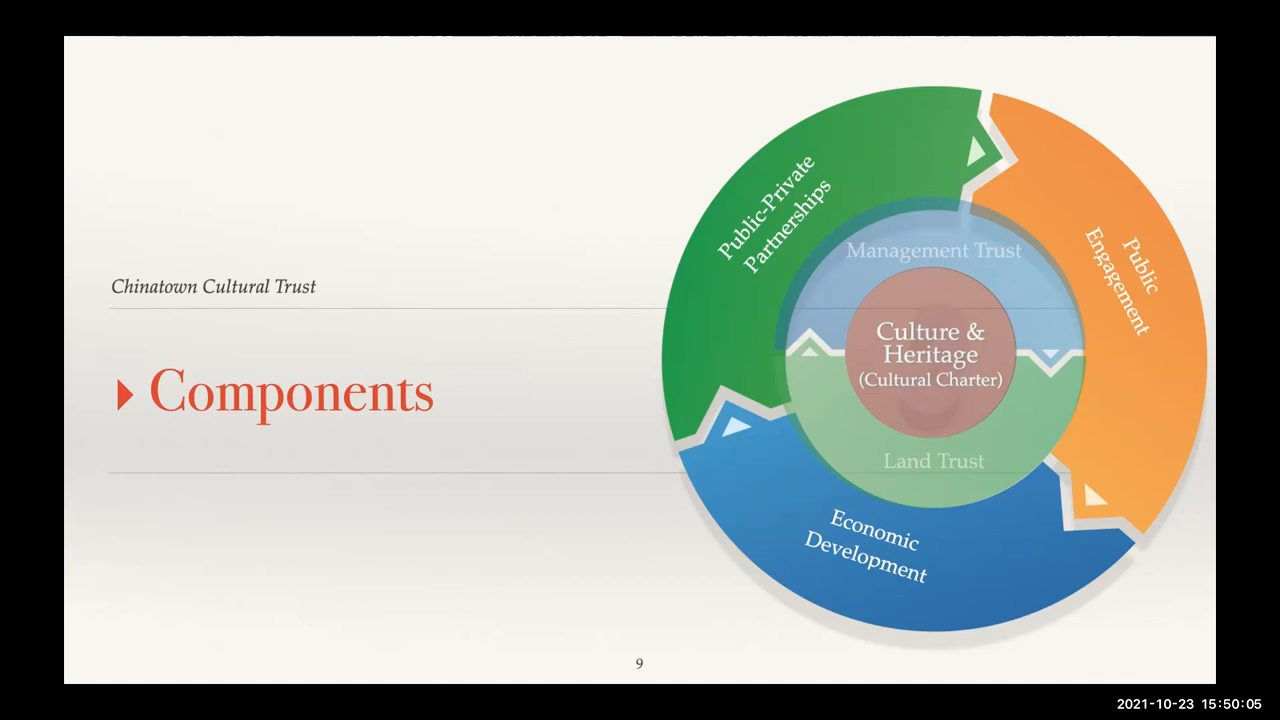 Chinatown Cultural Trust
Components
Public-Private
Partnerships
Public
Engagement
Management Trust
Culture &
Heritage
(Cultural Charter)
Land Trust
Economic
Development
9
2021-10-23 15:50:05